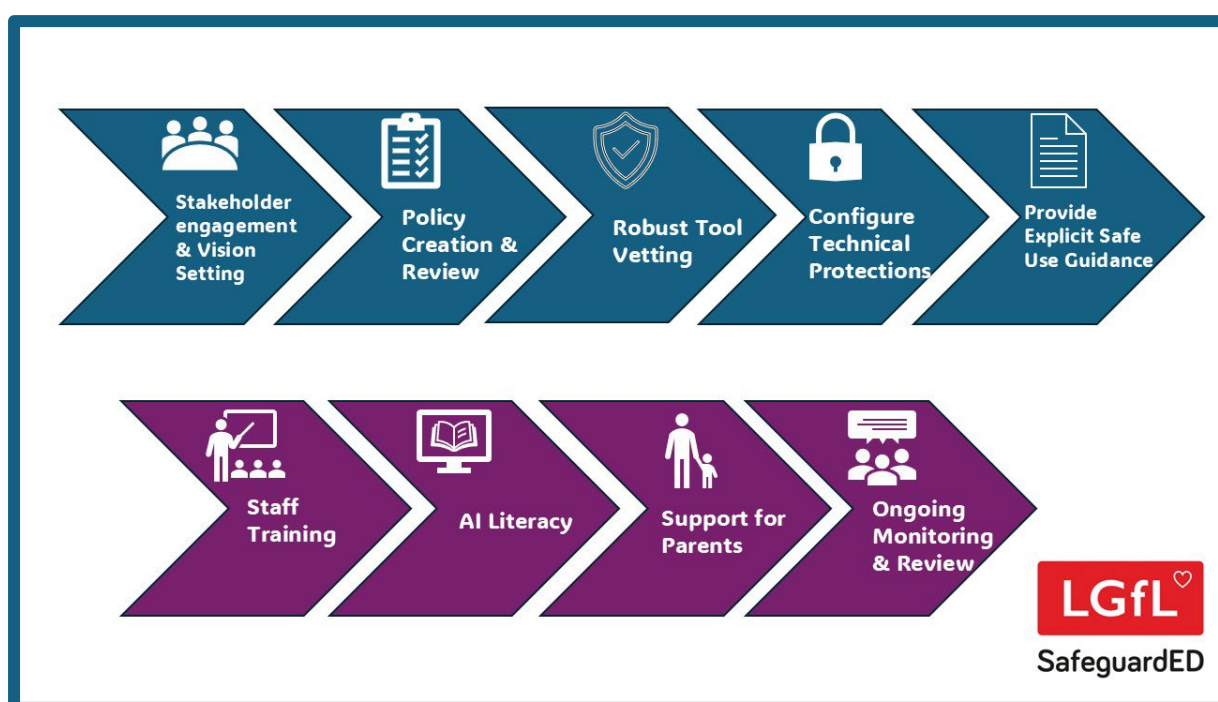 Stakeholder
engagement
& Vision
Setting
Policy
Creation &
Review
Robust Tool
Vetting
Configure
Technical
Protections
Provide
Explicit Safe
Use Guidance
Staff
Training
AI Literacy
Support for
Parents
Ongoing
Monitoring
& Review
LGfL
SafeguardED